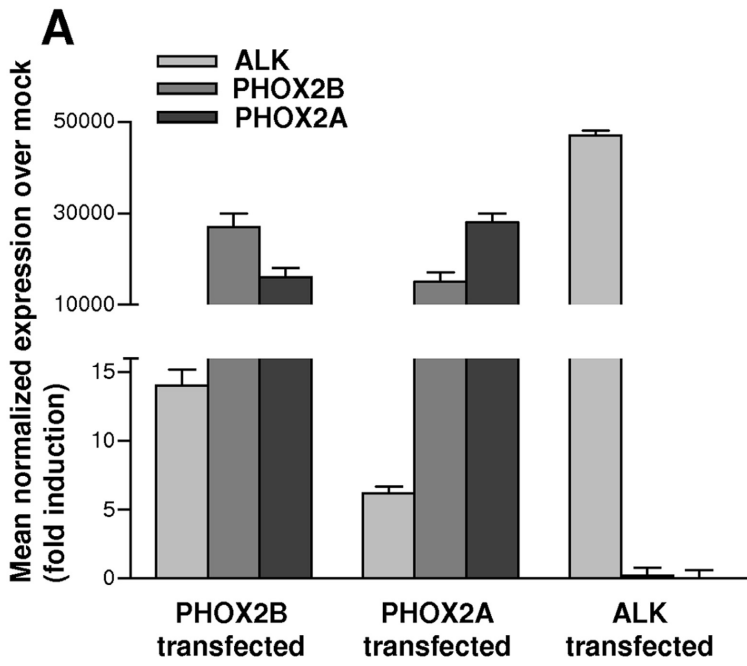 A
ALK
PHOX2B
PHOX2A
Mean normalized expression over mock
(fold induction)
50000
30000
10000
15
10
5
0
PHOX2B
transfected
PHOX2A
transfected
ALK
transfected